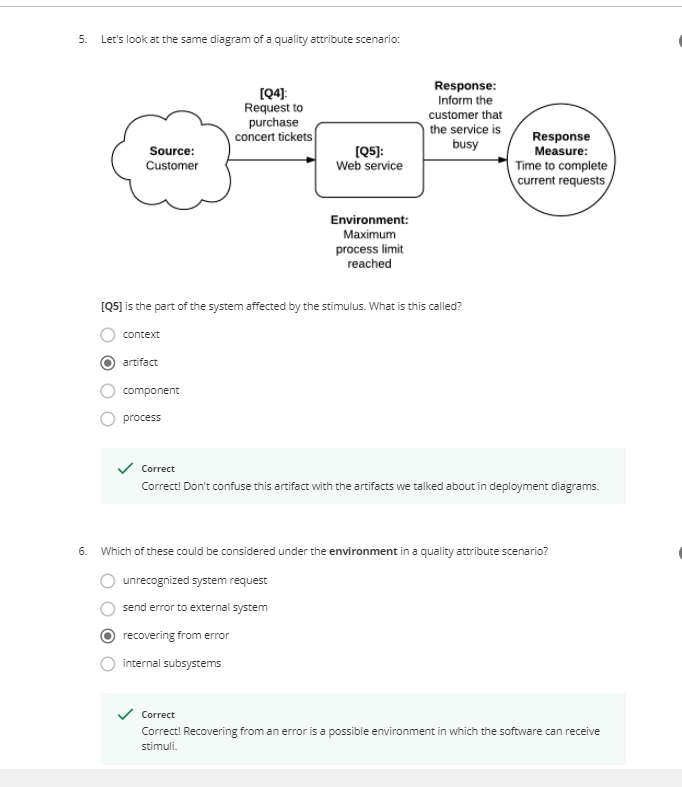 5. Let's look at the same diagram of a quality attribute scenario:
[Q4]:
Request to
purchase
concert tickets
Response:
Inform the
customer that
the service is
busy
Source:
Customer
[Q5]:
Web service
Response
Measure:
Time to complete
current requests
Environment:
Maximum
process limit
reached
[Q5] is the part of the system affected by the stimulus. What is this called?
context
artifact
component
process
Correct
Correct! Don't confuse this artifact with the artifacts we talked about in deployment diagrams.
6. Which of these could be considered under the environment in a quality attribute scenario?
unrecognized system request
send error to external system
recovering from error
internal subsystems
Correct
Correct! Recovering from an error is a possible environment in which the software can receive
stimuli.